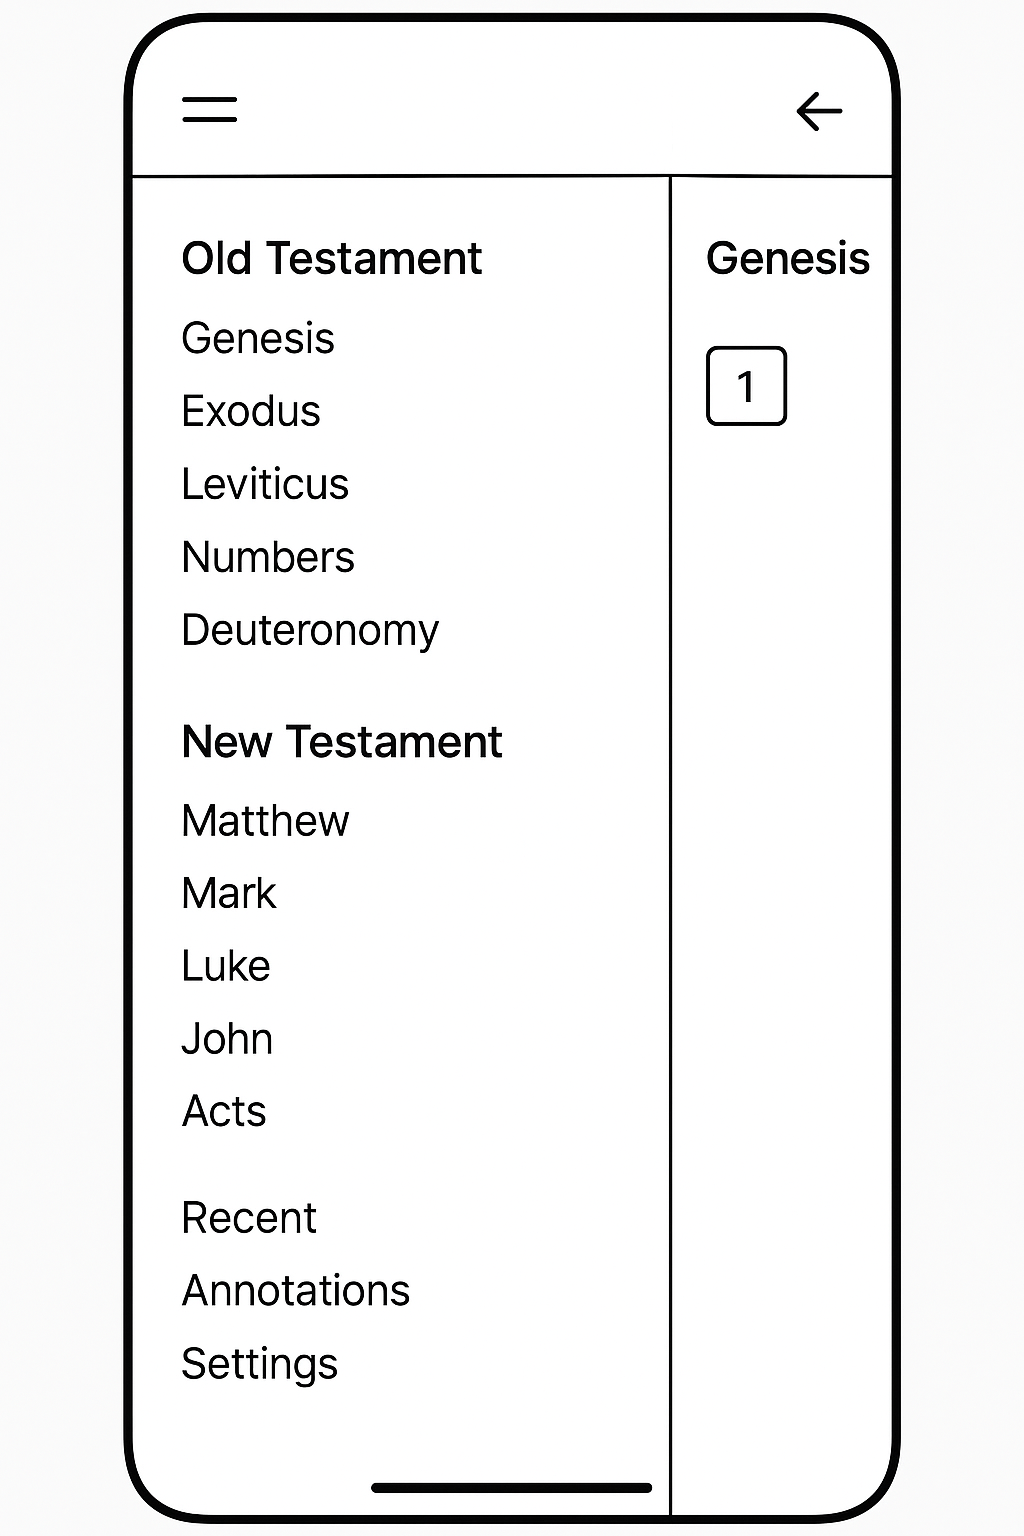 Old Testament
Genesis
Exodus
Leviticus
Numbers
Deuteronomy
New Testament
Matthew
Mark
Luke
John
Acts
Recent
Annotations
Settings
Genesis
1